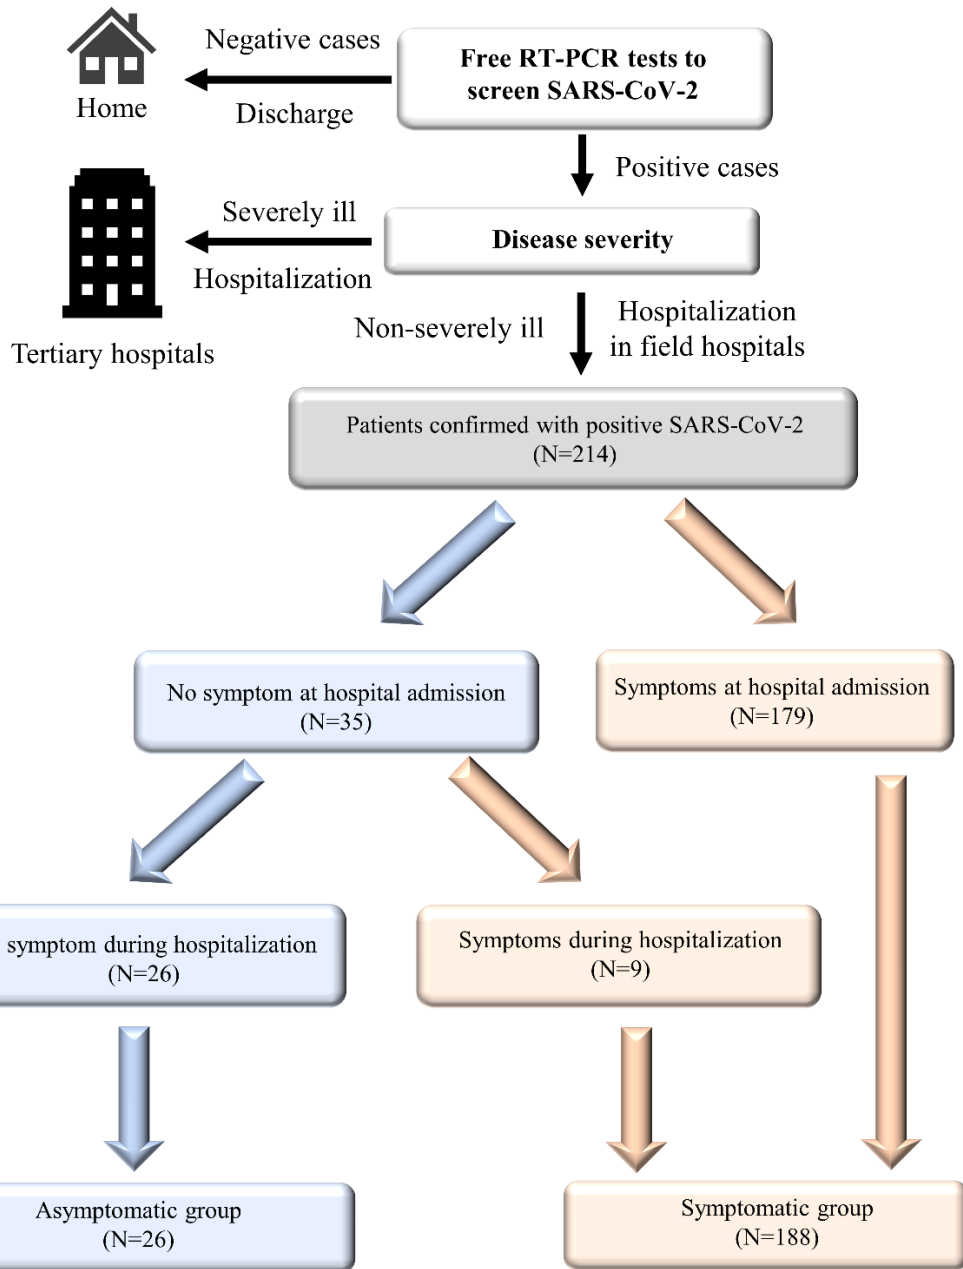 Negative cases
Discharge
Home
Free RT-PCR tests to
screen SARS-CoV-2
Positive cases
Severely ill
Hospitalization
Tertiary hospitals
Disease severity
Non-severely ill
Hospitalization
in field hospitals
Patients confirmed with positive SARS-CoV-2
(N=214)
No symptom at hospital admission
(N=35)
Symptoms at hospital admission
(N=179)
symptom during hospitalization
(N=26)
Symptoms during hospitalization
(N=9)
Asymptomatic group
(N=26)
Symptomatic group
(N=188)